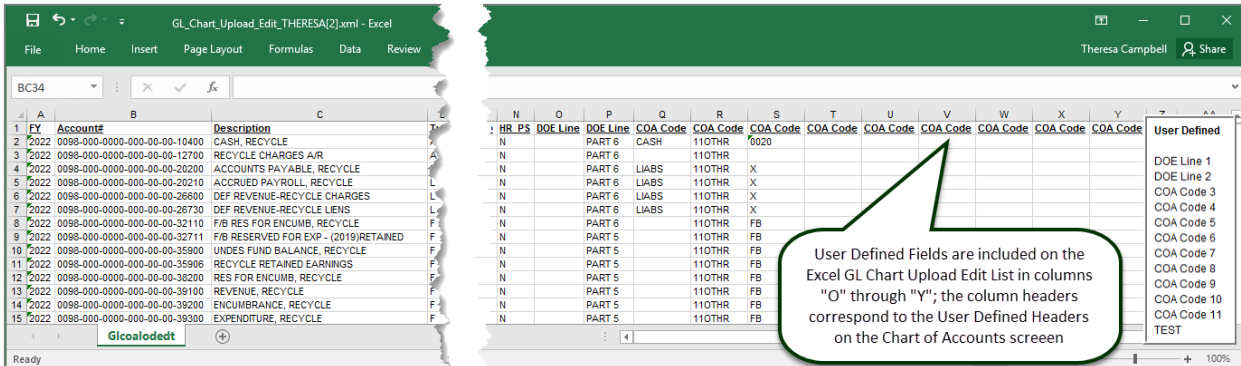 GL_Chart_Upload_Edit_THERESA[2].xml - Excel
File Home Insert Page Layout Formulas Data Review Theresa Campbell Share
BC34 fx
A B C N O P Q R S T U V W X Y Z AA
1 FY Account# Description HR_PS DOE Line DOE Line COA Code COA Code COA Code COA Code COA Code COA Code COA Code COA Code COA Code
2 2022 0098-000-0000-000-00-00-10400 CASH, RECYCLE A N PART 6 CASH 110THR 0020
3 2022 0098-000-0000-000-00-00-12700 RECYCLE CHARGES A/R A N PART 6 110THR
4 2022 0098-000-0000-000-00-00-20200 ACCOUNTS PAYABLE, RECYCLE N PART 6 LIABS 110THR X
5 2022 0098-000-0000-000-00-00-20210 ACCRUED PAYROLL, RECYCLE L N PART 6 LIABS 110THR X
6 2022 0098-000-0000-000-00-00-26600 DEF REVENUE-RECYCLE CHARGES L N PART 6 LIABS 110THR X
7 2022 0098-000-0000-000-00-00-26730 DEF REVENUE-RECYCLE LIENS L N PART 6 LIABS 110THR X
8 2022 0098-000-0000-000-00-00-32110 F/B RES FOR ENCUMB, RECYCLE F N PART 6 110THR FB
9 2022 0098-000-0000-000-00-00-32711 F/B RESERVED FOR EXP - (2019)RETAINED F N PART 5 110THR FB
10 2022 0098-000-0000-000-00-00-35900 UNDES FUND BALANCE, RECYCLE F N PART 5 110THR FB
11 2022 0098-000-0000-000-00-00-35906 RECYCLE RETAINED EARNINGS F N PART 5 110THR FB
12 2022 0098-000-0000-000-00-00-38200 RES FOR ENCUMB, RECYCLE F N PART 5 110THR FB
13 2022 0098-000-0000-000-00-00-39100 REVENUE, RECYCLE F N PART 5 110THR FB
14 2022 0098-000-0000-000-00-00-39200 ENCUMBRANCE, RECYCLE F N PART 5 110THR FB
15 2022 0098-000-0000-000-00-00-39300 EXPENDITURE, RECYCLE F N PART 5 110THR FB
User Defined Fields are included on the
Excel GL Chart Upload Edit List in columns
"O" through "Y"; the column headers
correspond to the User Defined Headers
on the Chart of Accounts screeen
User Defined
DOE Line 1
DOE Line 2
COA Code 3
COA Code 4
COA Code 5
COA Code 6
COA Code 7
COA Code 8
COA Code 9
COA Code 10
COA Code 11
TEST
Glcoalodedt
Ready 100%